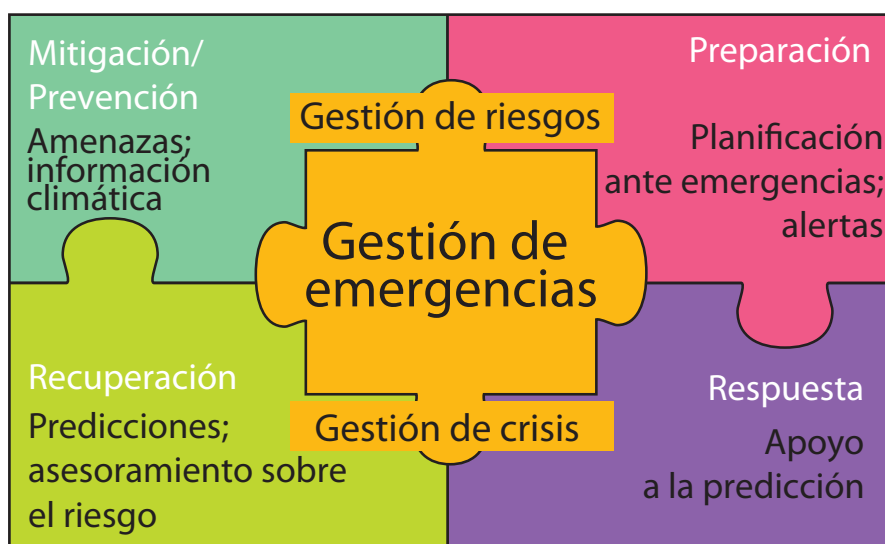 Mitigación/
Prevención
Amenazas;
información
climática
Preparación
Planificación
ante emergencias;
alertas
Gestión de riesgos
Gestión de
emergencias
Gestión de crisis
Recuperación
Predicciones;
asesoramiento sobre
el riesgo
Respuesta
Apoyo
a la predicción